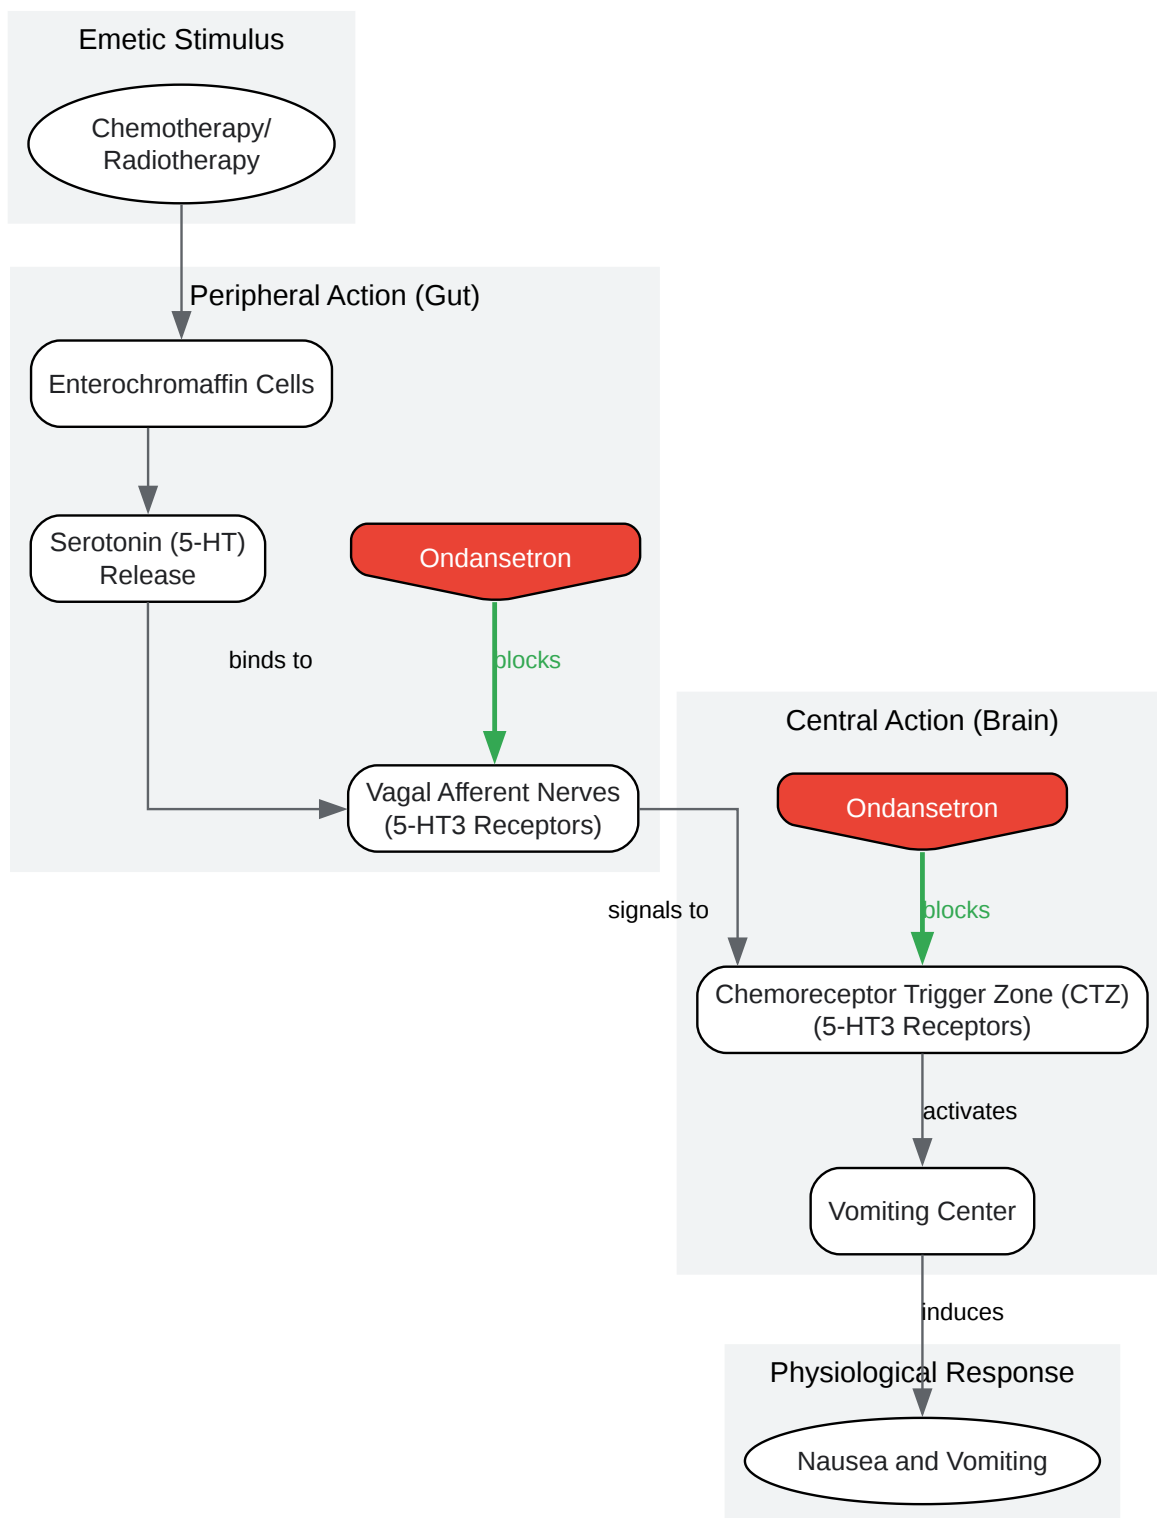 Emetic Stimulus
Chemotherapy/
Radiotherapy
Peripheral Action (Gut)
Enterochromaffin Cells
Serotonin (5-HT)
Release
Ondansetron
binds to
blocks
Vagal Afferent Nerves
(5-HT3 Receptors)
Central Action (Brain)
Ondansetron
signals to
blocks
Chemoreceptor Trigger Zone (CTZ)
(5-HT3 Receptors)
activates
Vomiting Center
induces
Physiological Response
Nausea and Vomiting